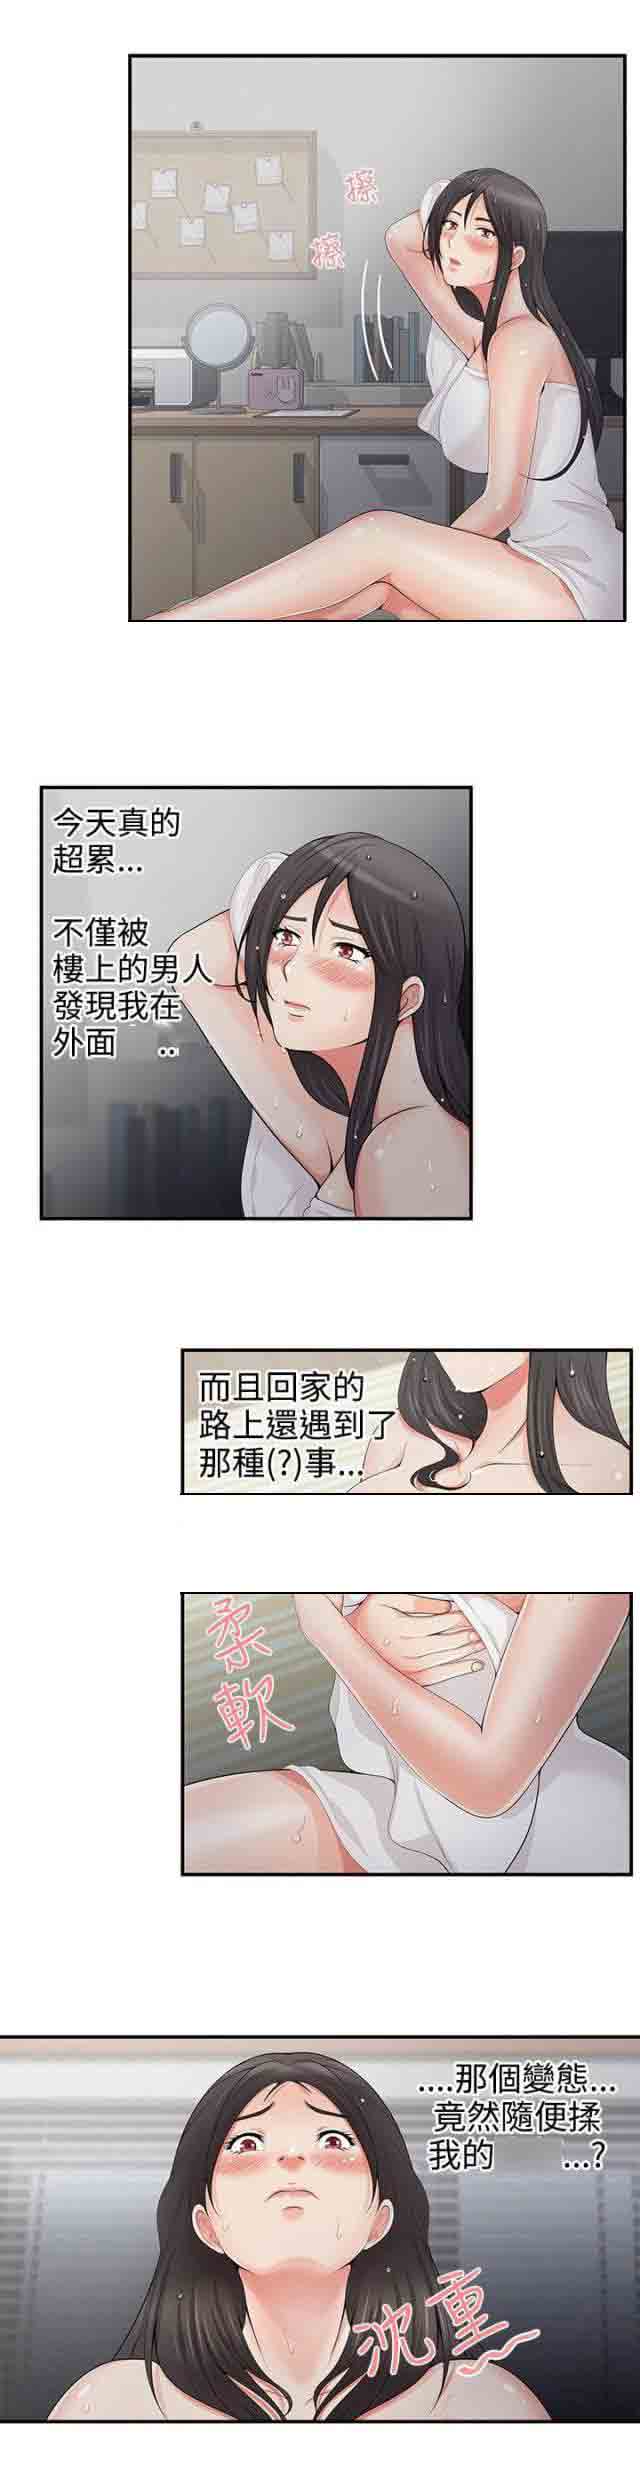 擦
擦
今天真的
超累...
不僅被
樓上的男人
發現我在
外面 ..
而且回家的
路上還遇到了
那種(?)事...
柔
軟
....那個變態...
竟然隨便揉
我的 ...?
沈重